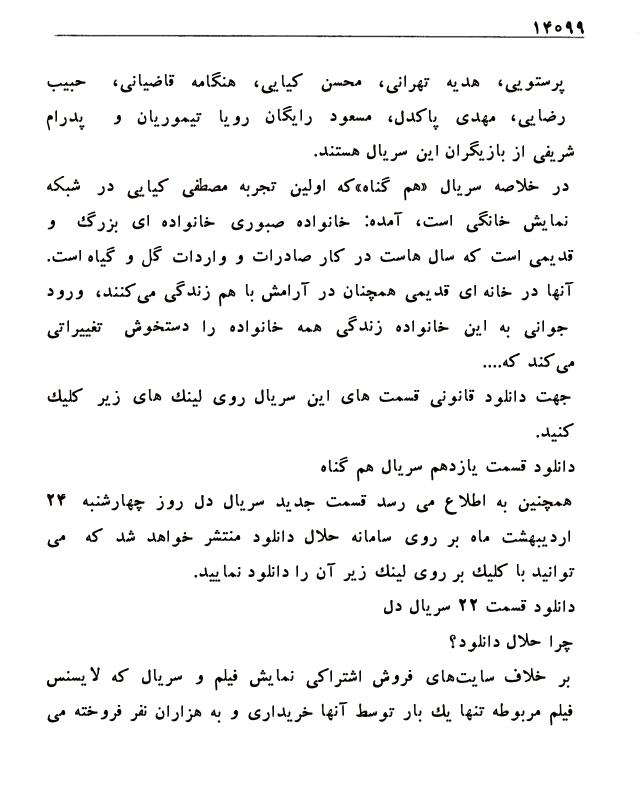 ۱۴۰۹۹
پرستویی، هدیه تهرانی، محسن کیایی، هنگامه قاضیانی، حبیب
رضایی، مهدی پاکدل، مسعود رایگان رویا تیموریان و پدرام
شریفی از بازیگران این سریال هستند.
در خلاصه سریال «هم گناه»که اولین تجربه مصطفی کیایی در شبکه
نمایش خانگی است، آمده: خانواده صبوری خانواده ای بزرگ و
قدیمی است که سال هاست در کار صادرات و واردات گل و گیاه است.
آنها در خانه ای قدیمی همچنان در آرامش با هم زندگی می‌کنند، ورود
جوانی به این خانواده زندگی همه خانواده را دستخوش تغییراتی
می‌کند که....
جهت دانلود قانونی قسمت های این سریال روی لینک های زیر کلیک
کنید.
دانلود قسمت یازدهم سریال هم گناه
همچنین به اطلاع می رسد قسمت جدید سریال دل روز چهارشنبه ۲۴
اردیبهشت ماه بر روی سامانه حلال دانلود منتشر خواهد شد که می
توانید با کلیک بر روی لینک زیر آن را دانلود نمایید.
دانلود قسمت ۲۲ سریال دل
چرا حلال دانلود؟
بر خلاف سایت‌های فروش اشتراکی نمایش فیلم و سریال که لایسنس
فیلم مربوطه تنها یک بار توسط آنها خریداری و به هزاران نفر فروخته می